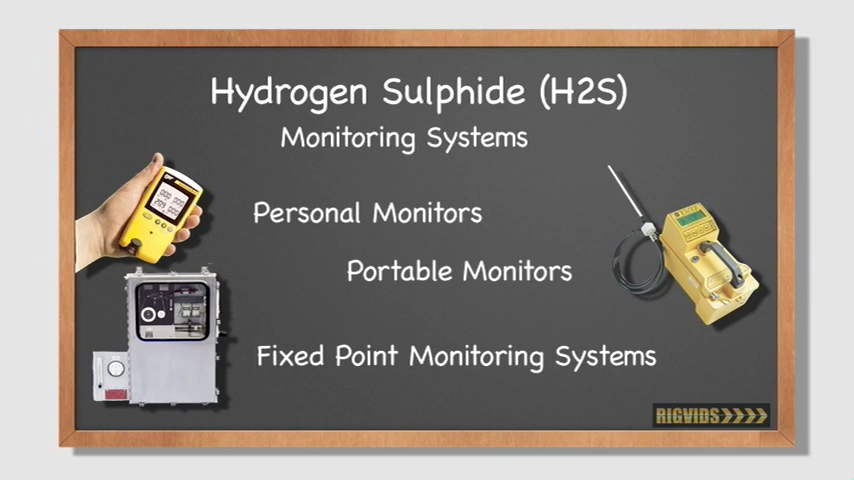 Hydrogen Sulphide (H2S)
Monitoring Systems
Personal Monitors
Portable Monitors
Fixed Point Monitoring Systems
RIGVIDS